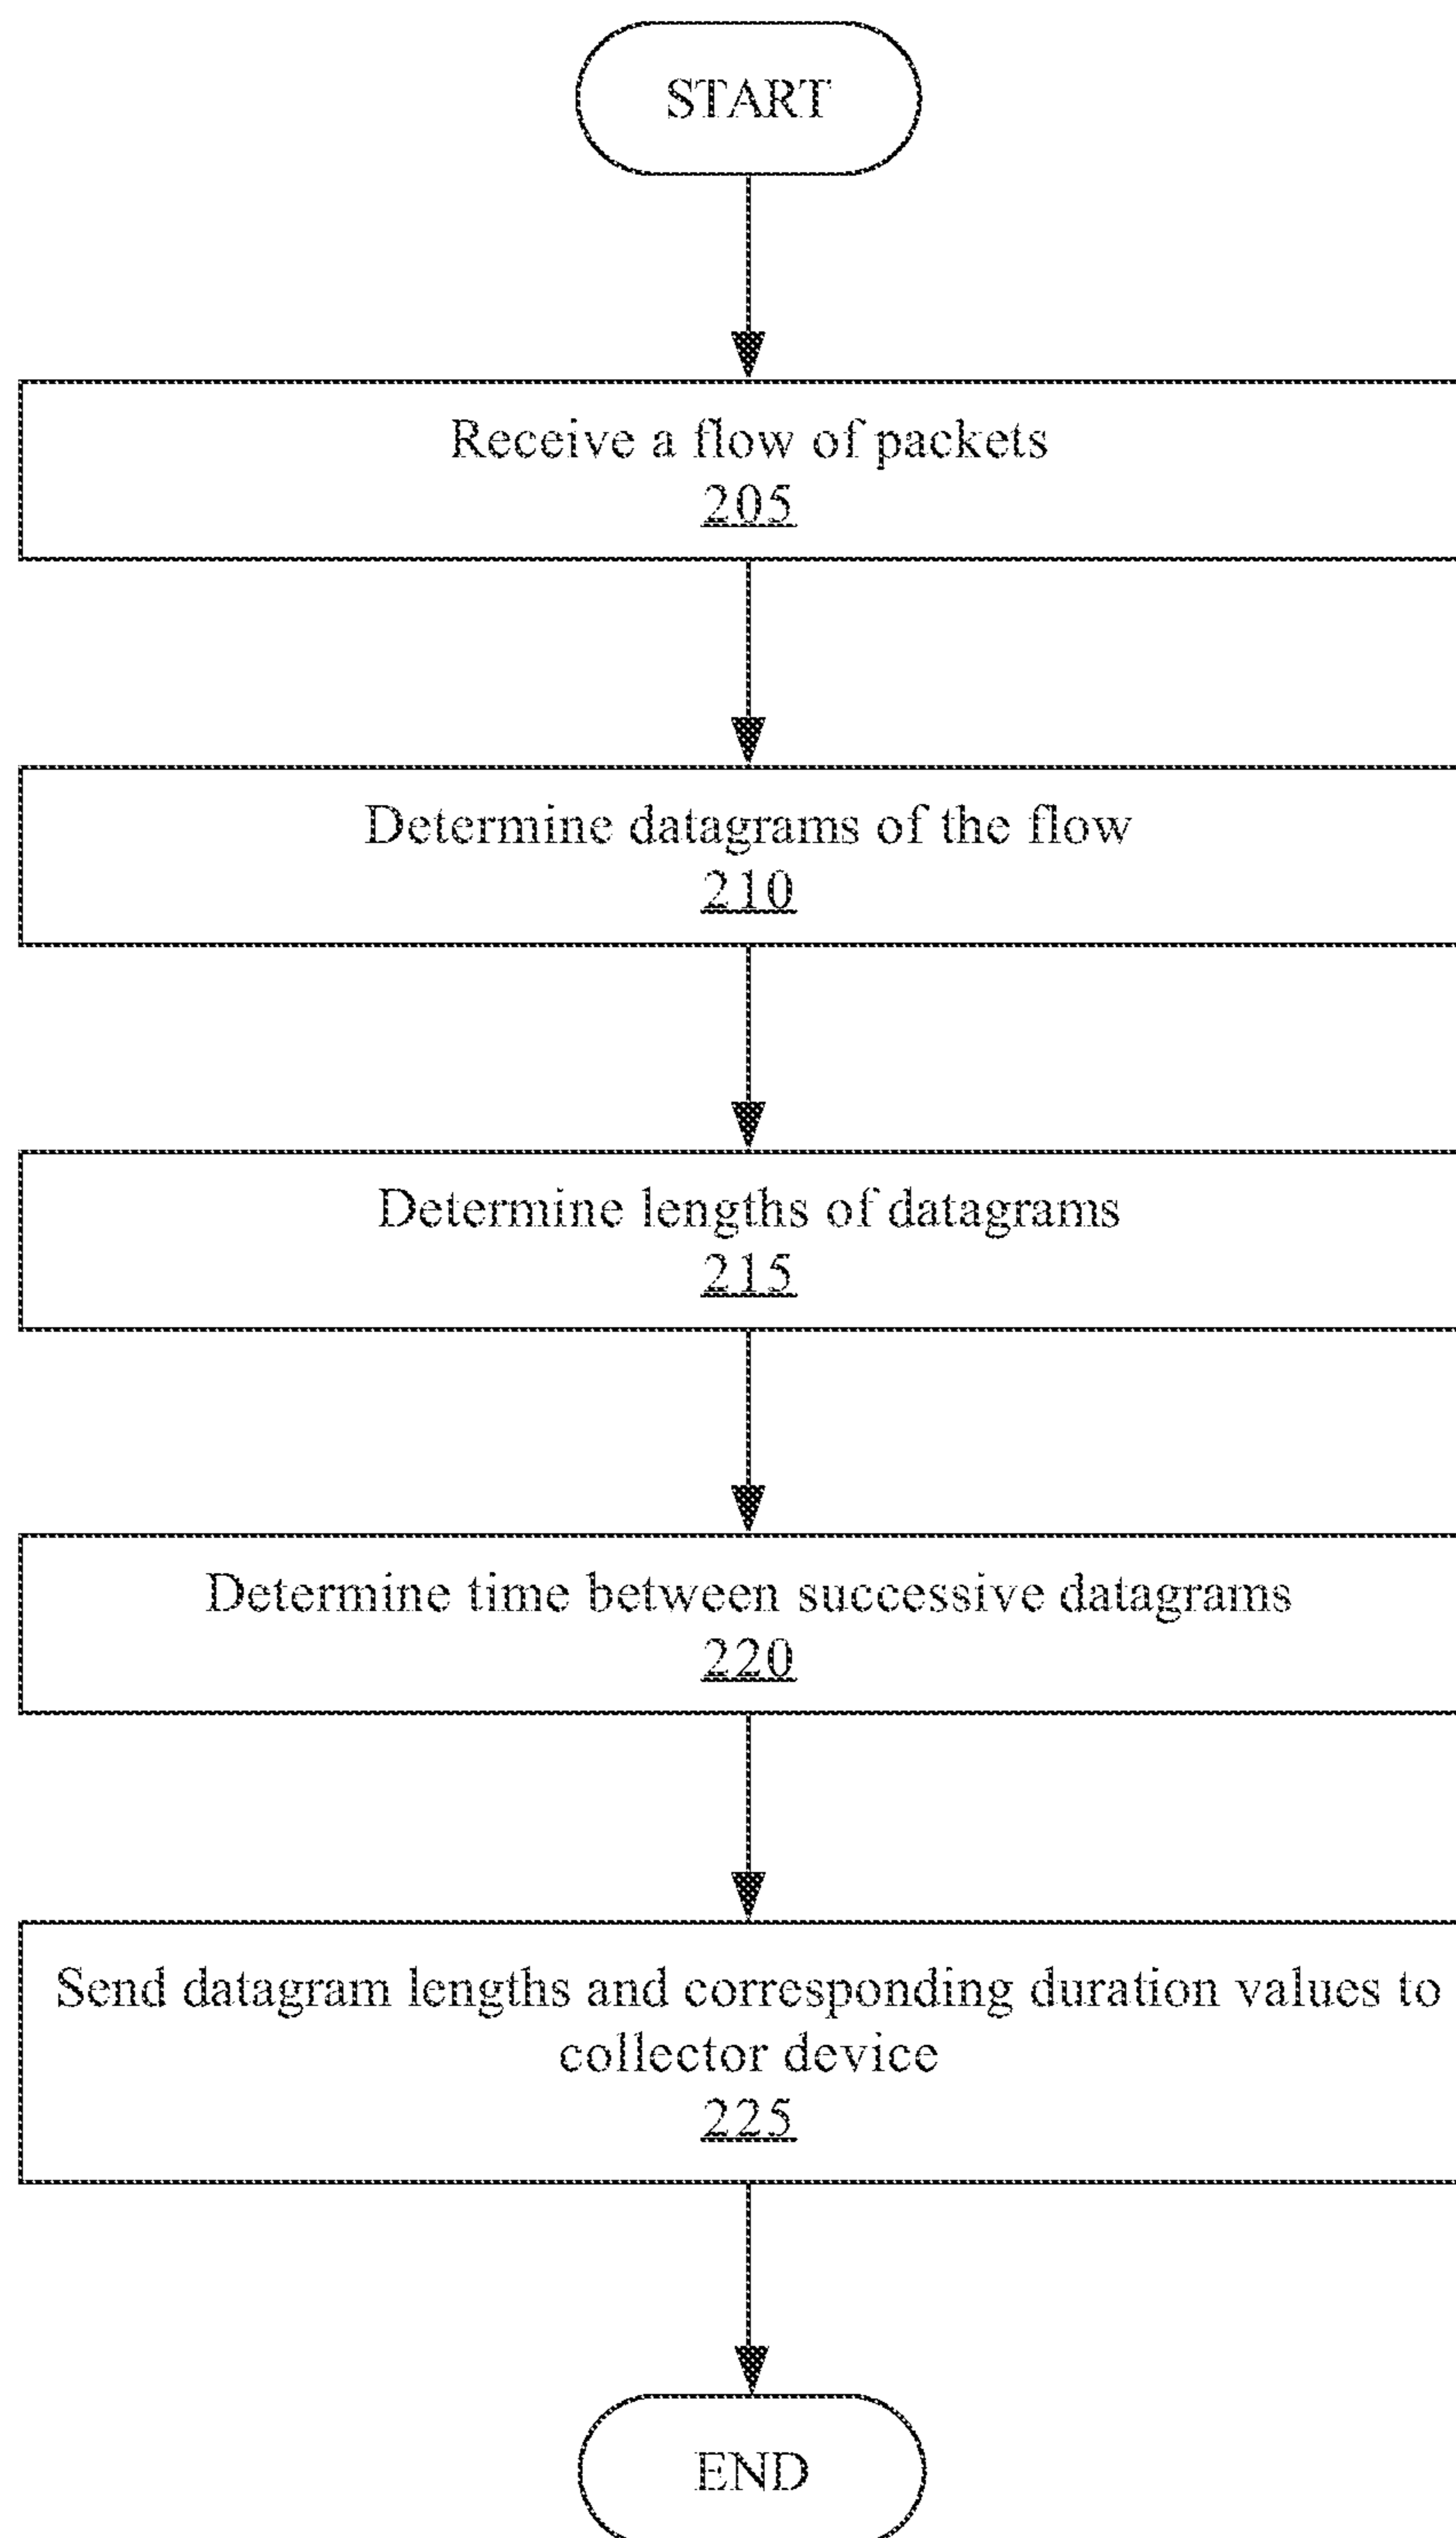 START
Receive a flow of packets
205
Determine datagrams of the flow
210
Determine lengths of datagrams
215
Determine time between successive datagrams
220
Send datagram lengths and corresponding duration values to
collector device
225
END